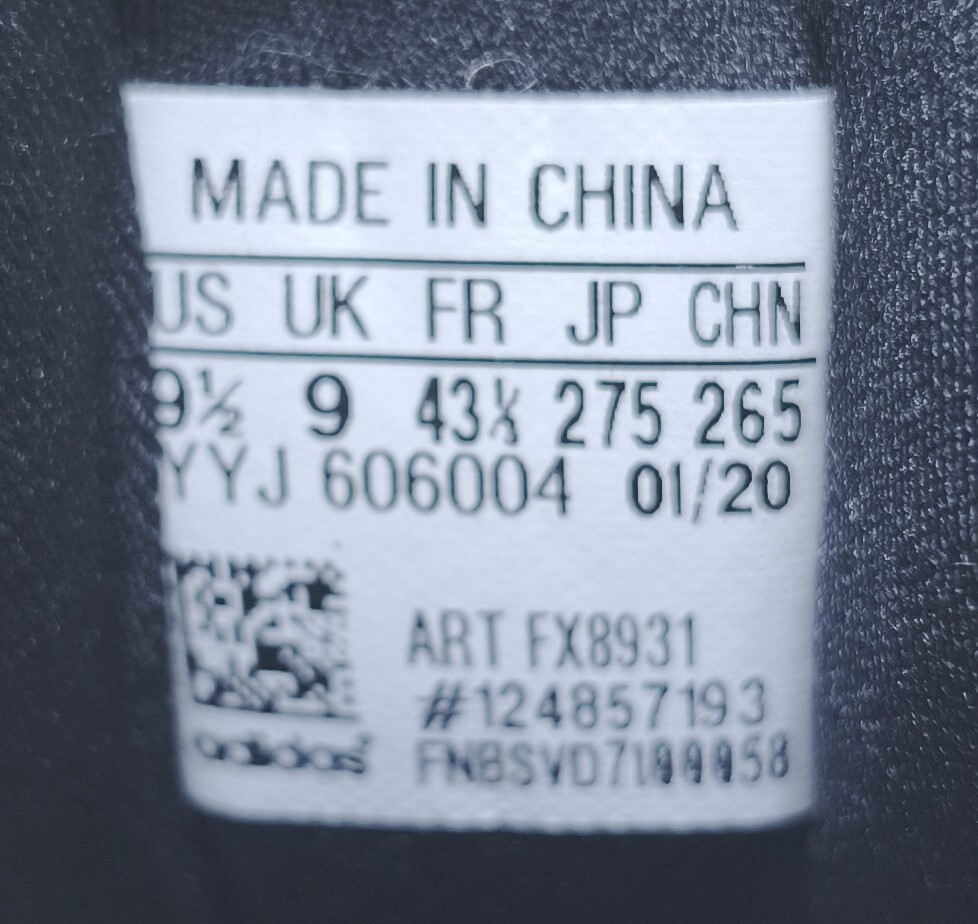 MADE IN CHINA
US UK FR JP CHN
9½ 9 43⅓ 275 265
YYJ 606004 01/20
ART FX8931
#124857193
adidas